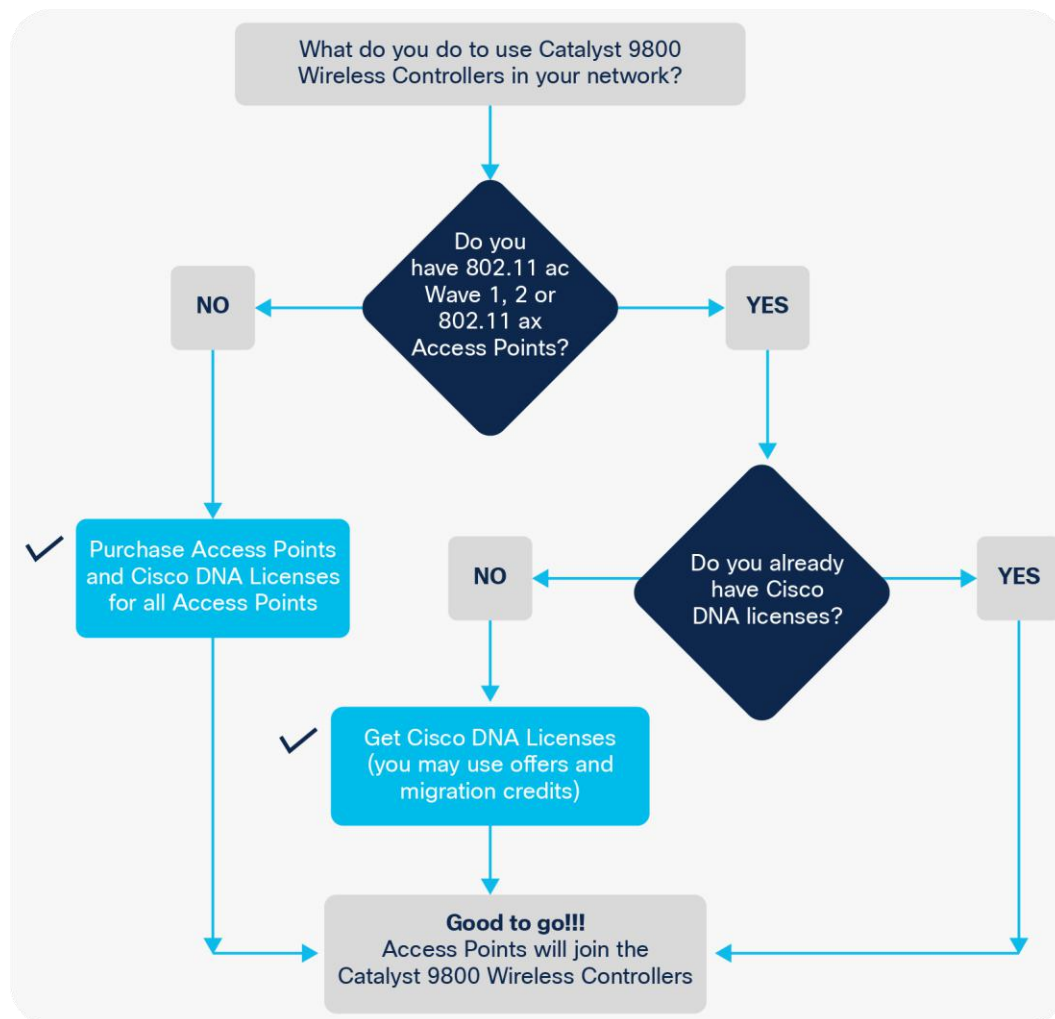 What do you do to use Catalyst 9800
Wireless Controllers in your network?
Do you
have 802.11 ac
Wave 1, 2 or
802.11 ax
Access Points?
NO
YES
Purchase Access Points
and Cisco DNA Licenses
for all Access Points
NO
Do you already
have Cisco
DNA licenses?
YES
Get Cisco DNA Licenses
(you may use offers and
migration credits)
Good to go!!!
Access Points will join the
Catalyst 9800 Wireless Controllers